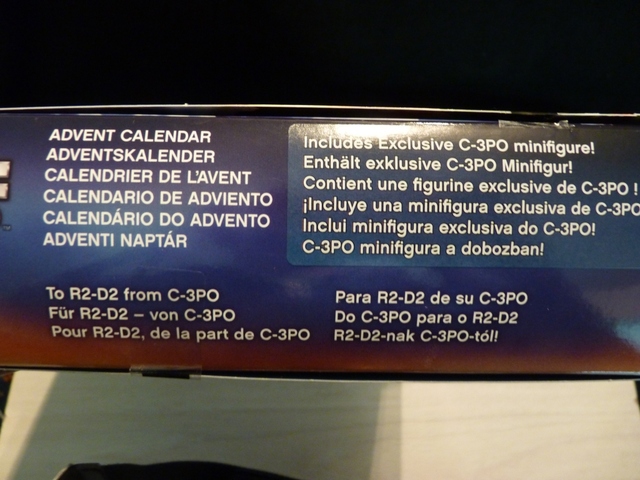 ADVENT CALENDAR
ADVENTSKALENDER
CALENDRIER DE L'AVENT
CALENDARIO DE ADVIENTO
CALENDÁRIO DO ADVENTO
ADVENTI NAPTÁR
Includes Exclusive C-3PO minifigure!
Enthält exklusive C-3PO Minifigur!
Contient une figurine exclusive de C-3PO !
¡Incluye una minifigura exclusiva de C-3PO
Inclui minifigura exclusiva do C-3PO!
C-3PO minifigura a dobozban!
To R2-D2 from C-3PO
Für R2-D2 – von C-3PO
Pour R2-D2, de la part de C-3PO
Para R2-D2 de su C-3PO
Do C-3PO para o R2-D2
R2-D2-nak C-3PO-tól!